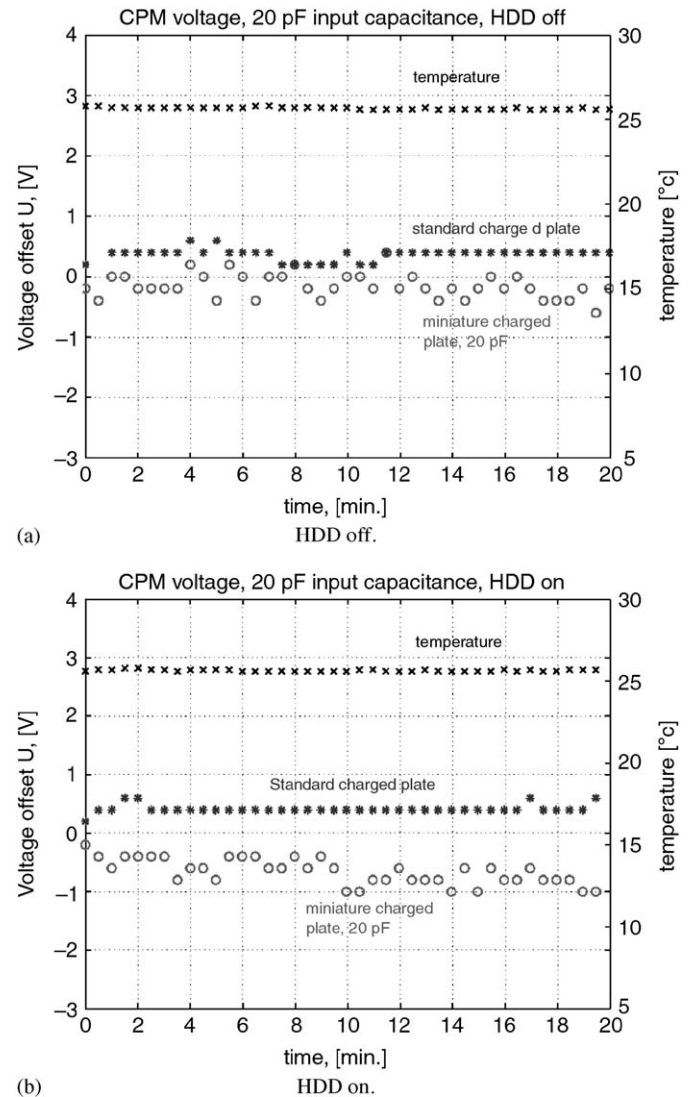 CPM voltage, 20 pF input capacitance, HDD off
4
3
2
1
0
−1
−2
−3
Voltage offset U, [V]
30
25
20
15
10
5
temperature [°c]
temperature
standard charge d plate
miniature charged
plate, 20 pF
0 2 4 6 8 10 12 14 16 18 20
time, [min.]
(a) HDD off.
CPM voltage, 20 pF input capacitance, HDD on
4
3
2
1
0
−1
−2
−3
Voltage offset U, [V]
30
25
20
15
10
5
temperature [°c]
temperature
Standard charged plate
miniature charged
plate, 20 pF
0 2 4 6 8 10 12 14 16 18 20
time, [min.]
(b) HDD on.